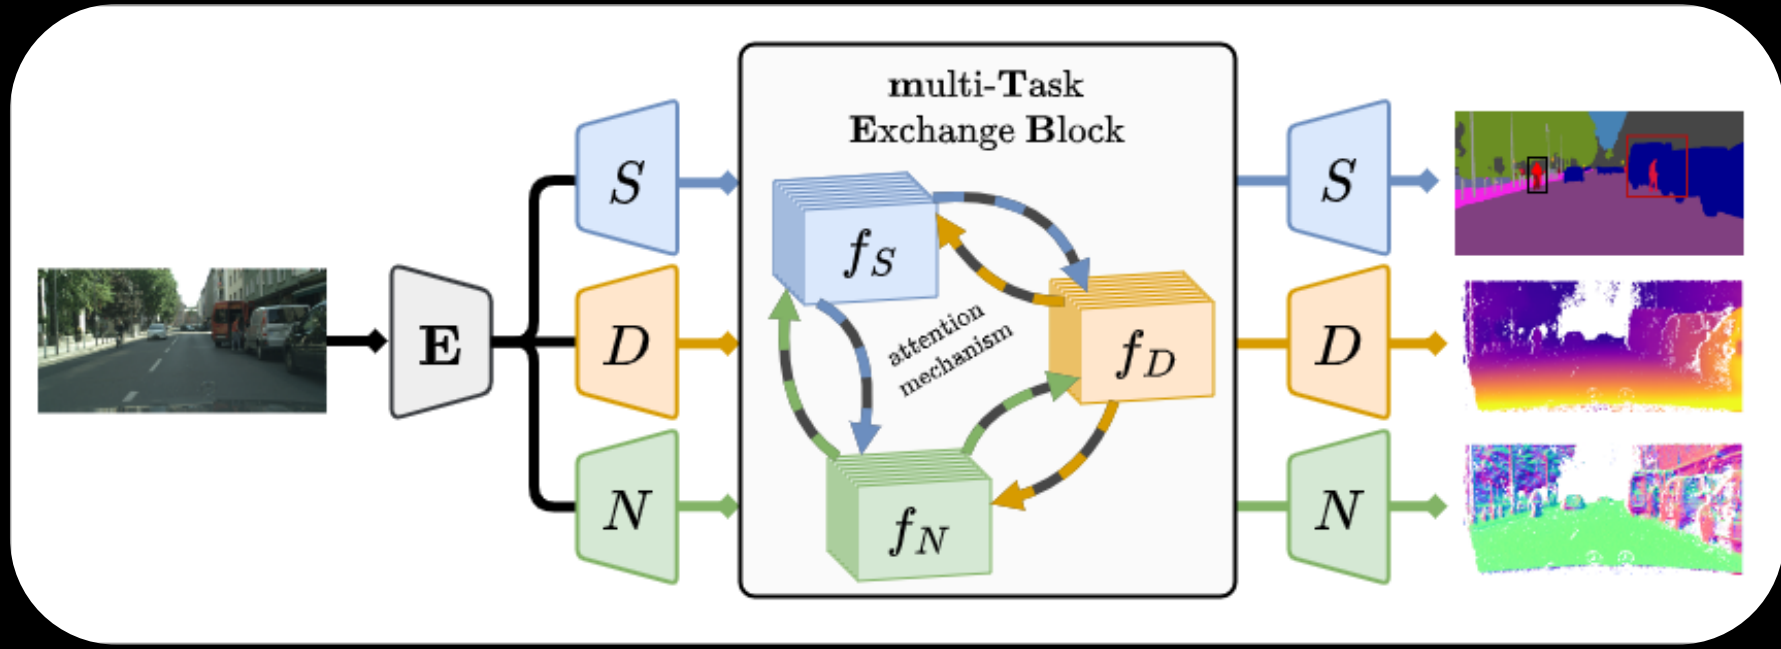 multi-Task
Exchange Block
E
S
D
N
f_S
f_D
f_N
attention
mechanism
S
D
N